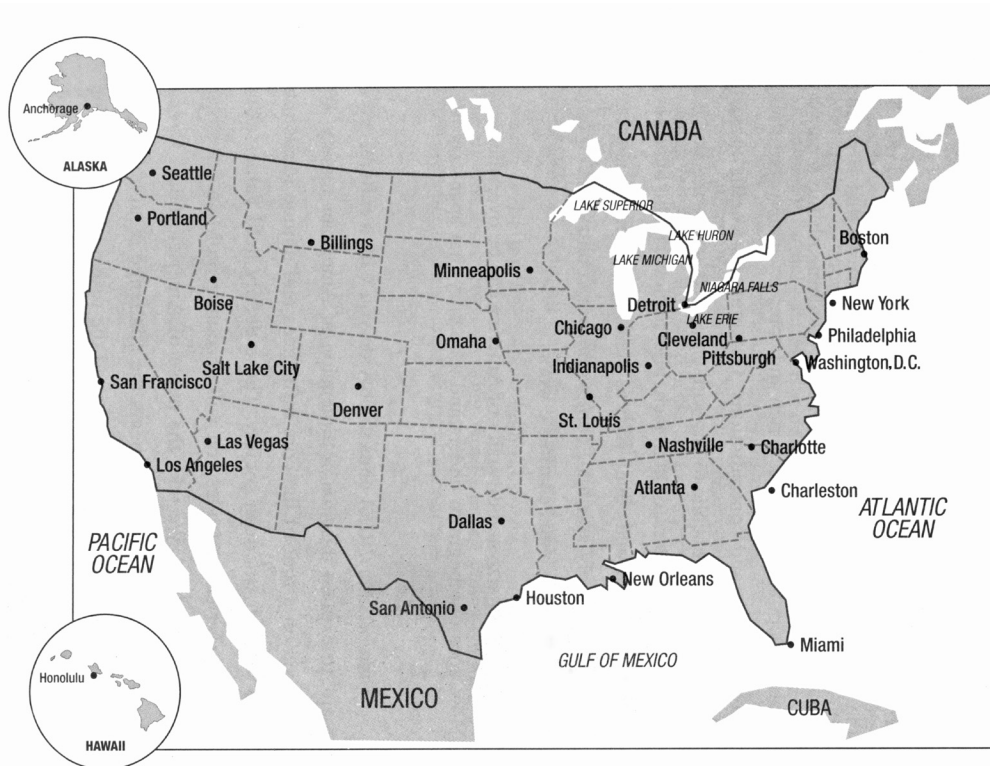 Anchorage
ALASKA
CANADA
Seattle
Portland
LAKE SUPERIOR
LAKE HURON
Boston
Billings
LAKE MICHIGAN
Minneapolis
Boise
NIAGARA FALLS
Detroit
New York
LAKE ERIE
Chicago
Cleveland
Philadelphia
Omaha
Pittsburgh
Washington, D.C.
Salt Lake City
Indianapolis
San Francisco
Denver
St. Louis
Las Vegas
Nashville
Charlotte
Los Angeles
Atlanta
Charleston
ATLANTIC
OCEAN
Dallas
PACIFIC
OCEAN
New Orleans
Houston
San Antonio
Miami
GULF OF MEXICO
Honolulu
HAWAII
MEXICO
CUBA